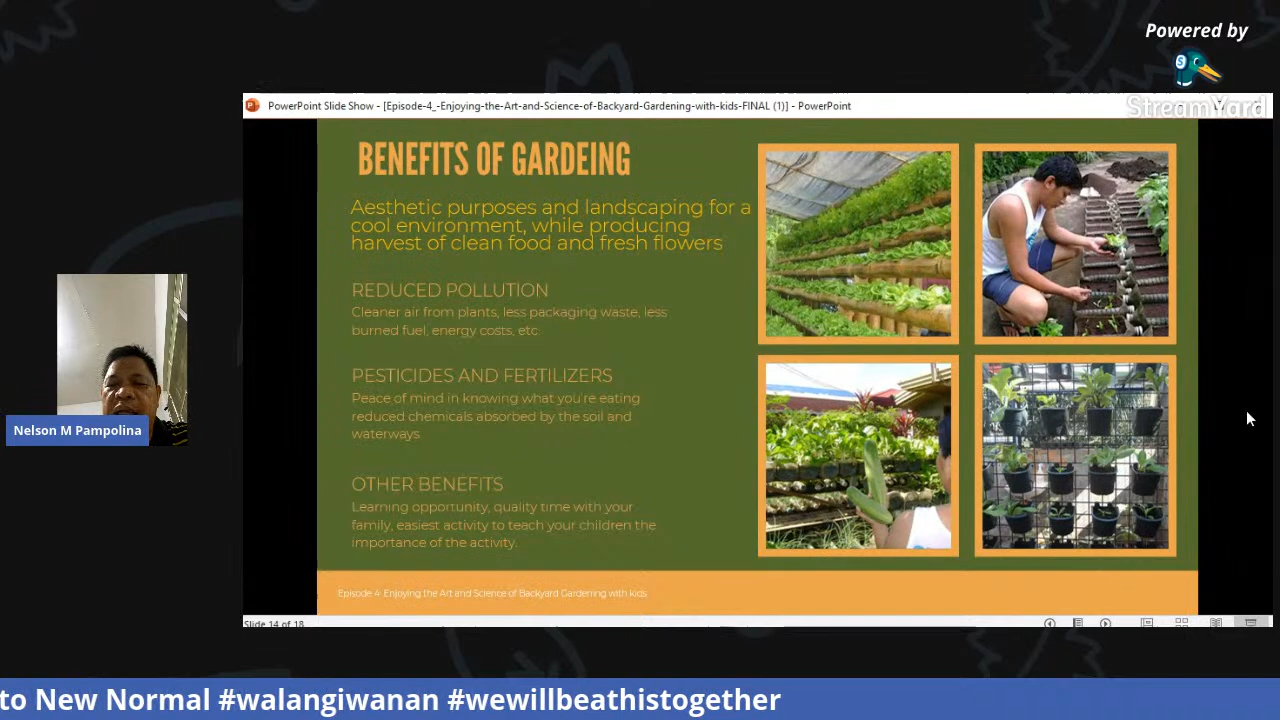 Powered by
StreamYard
PowerPoint Slide Show - [Episode-4_-Enjoying-the-Art-and-Science-of-Backyard-Gardening-with-kids-FINAL (1)] - PowerPoint
BENEFITS OF GARDEING
Aesthetic purposes and landscaping for a
cool environment, while producing
harvest of clean food and fresh flowers
REDUCED POLLUTION
Cleaner air from plants, less packaging waste, less
burned fuel, energy costs, etc.
PESTICIDES AND FERTILIZERS
Peace of mind in knowing what you're eating
reduced chemicals absorbed by the soil and
waterways.
OTHER BENEFITS
Learning opportunity, quality time with your
family, easiest activity to teach your children the
importance of the activity.
Episode 4: Enjoying the Art and Science of Backyard Gardening with kids
Slide 14 of 18
Nelson M Pampolina
to New Normal #walangiwanan #wewillbeathistogether